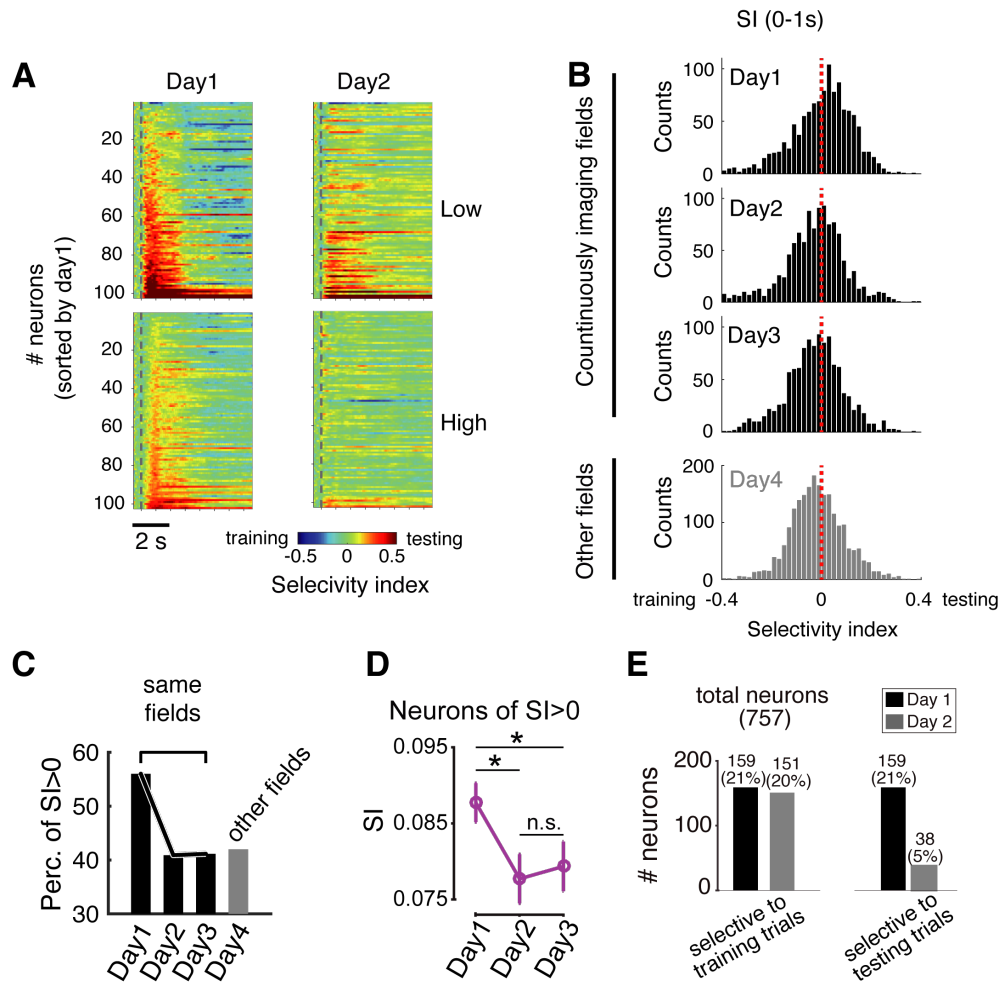 SI (0-1s)
A
Day1
Day2
# neurons
(sorted by day1)
20
40
60
80
100
Low
20
40
60
80
100
High
2 s
training
testing
-0.5
0
0.5
Selecivity index
B
Countinuously imaging fields
Day1
Counts
100
50
0
Day2
Counts
100
50
0
Day3
Counts
100
50
0
Other fields
Day4
Counts
200
100
0
training
-0.4
0
0.4
testing
Selectivity index
C
same
fields
Perc. of SI>0
60
50
40
30
other fields
Day1
Day2
Day3
Day4
D
Neurons of SI>0
SI
0.095
0.085
0.075
*
*
n.s.
Day1
Day2
Day3
E
total neurons
(757)
Day 1
Day 2
# neurons
200
100
0
159
(21%)
151
(20%)
159
(21%)
38
(5%)
selective to
training trials
selective to
testing trials